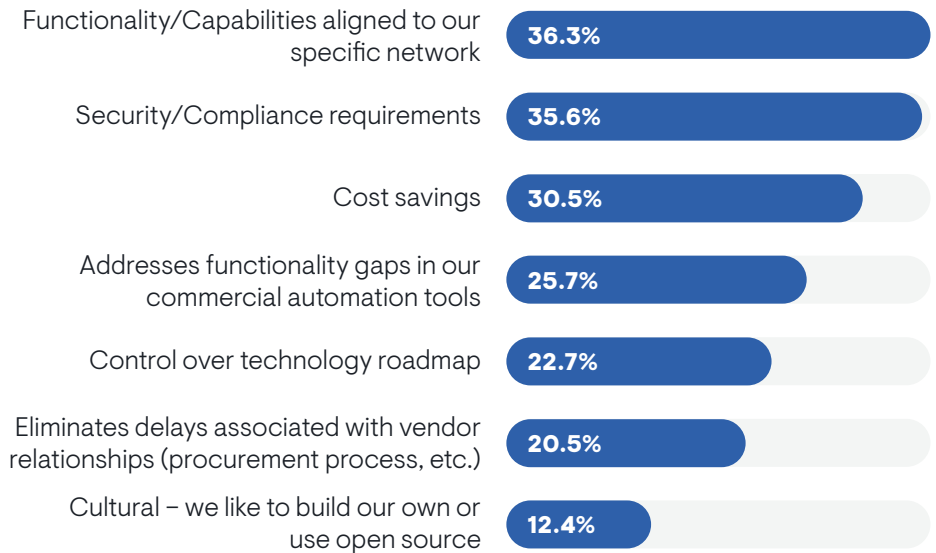 Functionality/Capabilities aligned to our
specific network
36.3%
Security/Compliance requirements
35.6%
Cost savings
30.5%
Addresses functionality gaps in our
commercial automation tools
25.7%
Control over technology roadmap
22.7%
Eliminates delays associated with vendor
relationships (procurement process, etc.)
20.5%
Cultural – we like to build our own or
use open source
12.4%